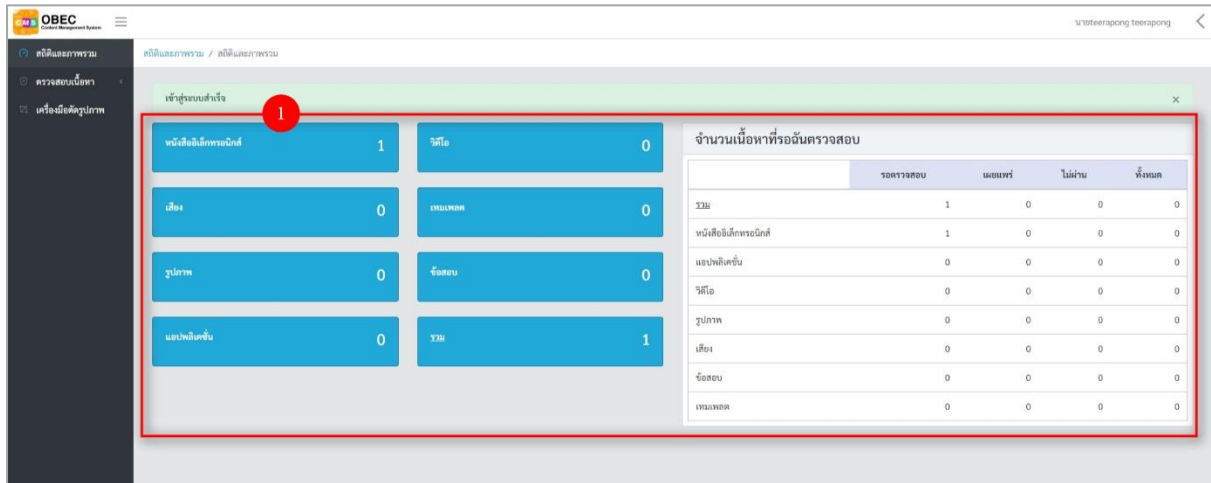 CMS OBEC
Content Management System
นายteerapong teerapong
สถิติและภาพรวม
ตรวจสอบเนื้อหา
เครื่องมือตัดรูปภาพ
สถิติและภาพรวม / สถิติและภาพรวม
เข้าสู่ระบบสำเร็จ ×
1
หนังสืออิเล็กทรอนิกส์ 1
วิดีโอ 0
เสียง 0
เทมเพลต 0
รูปภาพ 0
ข้อสอบ 0
แอปพลิเคชั่น 0
รวม 1
จำนวนเนื้อหาที่รอฉันตรวจสอบ
รอตรวจสอบ เผยแพร่ ไม่ผ่าน ทั้งหมด
รวม 1 0 0 0
หนังสืออิเล็กทรอนิกส์ 1 0 0 0
แอปพลิเคชั่น 0 0 0 0
วิดีโอ 0 0 0 0
รูปภาพ 0 0 0 0
เสียง 0 0 0 0
ข้อสอบ 0 0 0 0
เทมเพลต 0 0 0 0